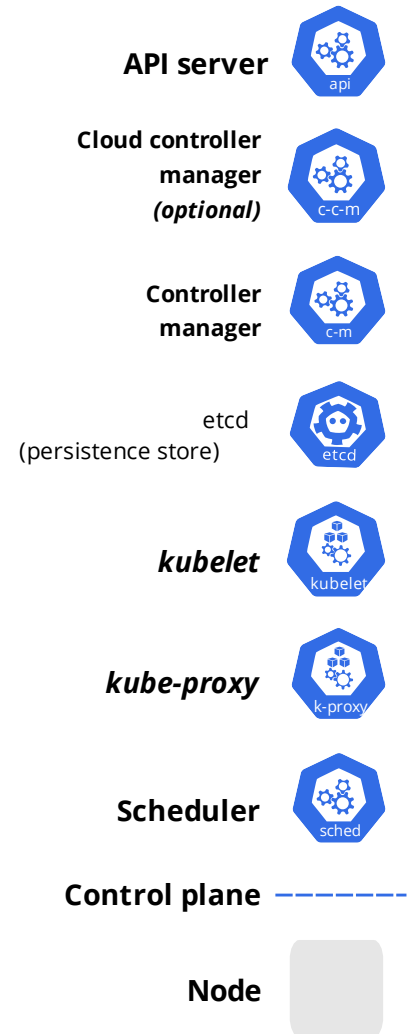 API server
api
Cloud controller
manager
(optional)
c-c-m
Controller
manager
c-m
etcd
(persistence store)
etcd
kubelet
kubelet
kube-proxy
k-proxy
Scheduler
sched
Control plane
Node